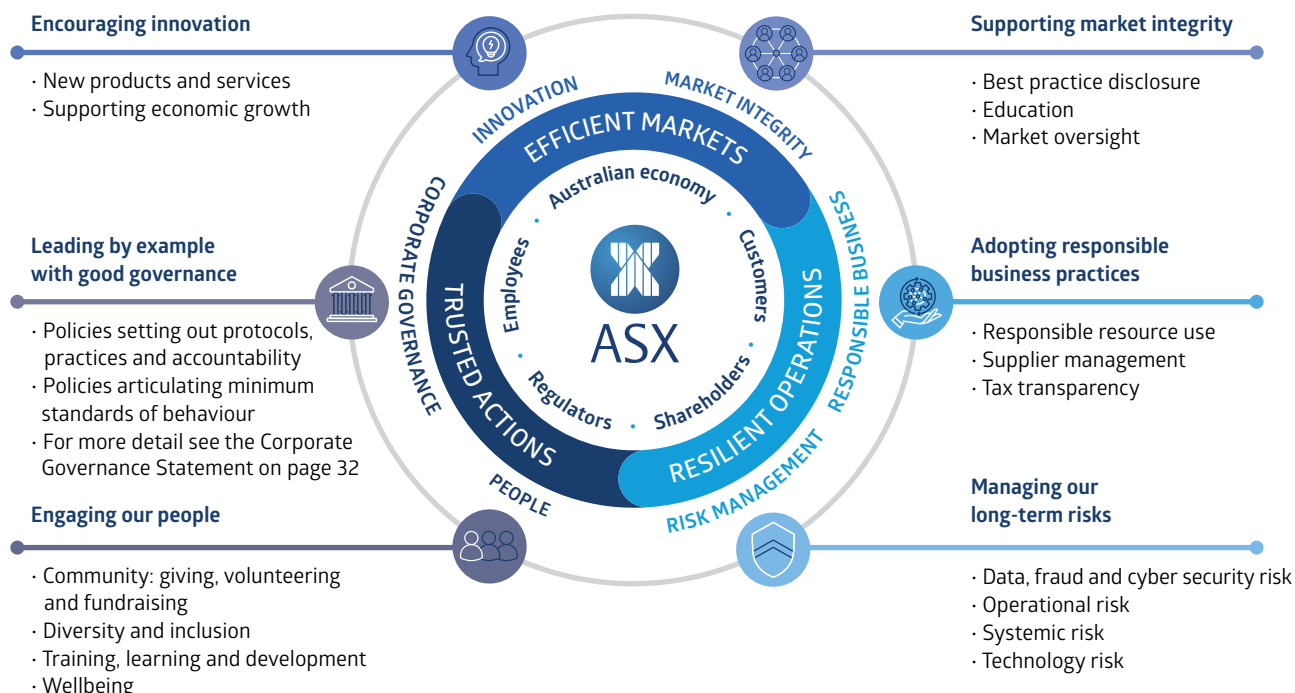 Encouraging innovation
· New products and services
· Supporting economic growth
Leading by example
with good governance
· Policies setting out protocols,
practices and accountability
· Policies articulating minimum
standards of behaviour
· For more detail see the Corporate
Governance Statement on page 32
Engaging our people
· Community: giving, volunteering
and fundraising
· Diversity and inclusion
· Training, learning and development
· Wellbeing
INNOVATION
MARKET INTEGRITY
CORPORATE GOVERNANCE
RESPONSIBLE BUSINESS
PEOPLE
RISK MANAGEMENT
EFFICIENT MARKETS
TRUSTED ACTIONS
RESILIENT OPERATIONS
Australian economy
Employees
Customers
Regulators
Shareholders
ASX
Supporting market integrity
· Best practice disclosure
· Education
· Market oversight
Adopting responsible
business practices
· Responsible resource use
· Supplier management
· Tax transparency
Managing our
long-term risks
· Data, fraud and cyber security risk
· Operational risk
· Systemic risk
· Technology risk